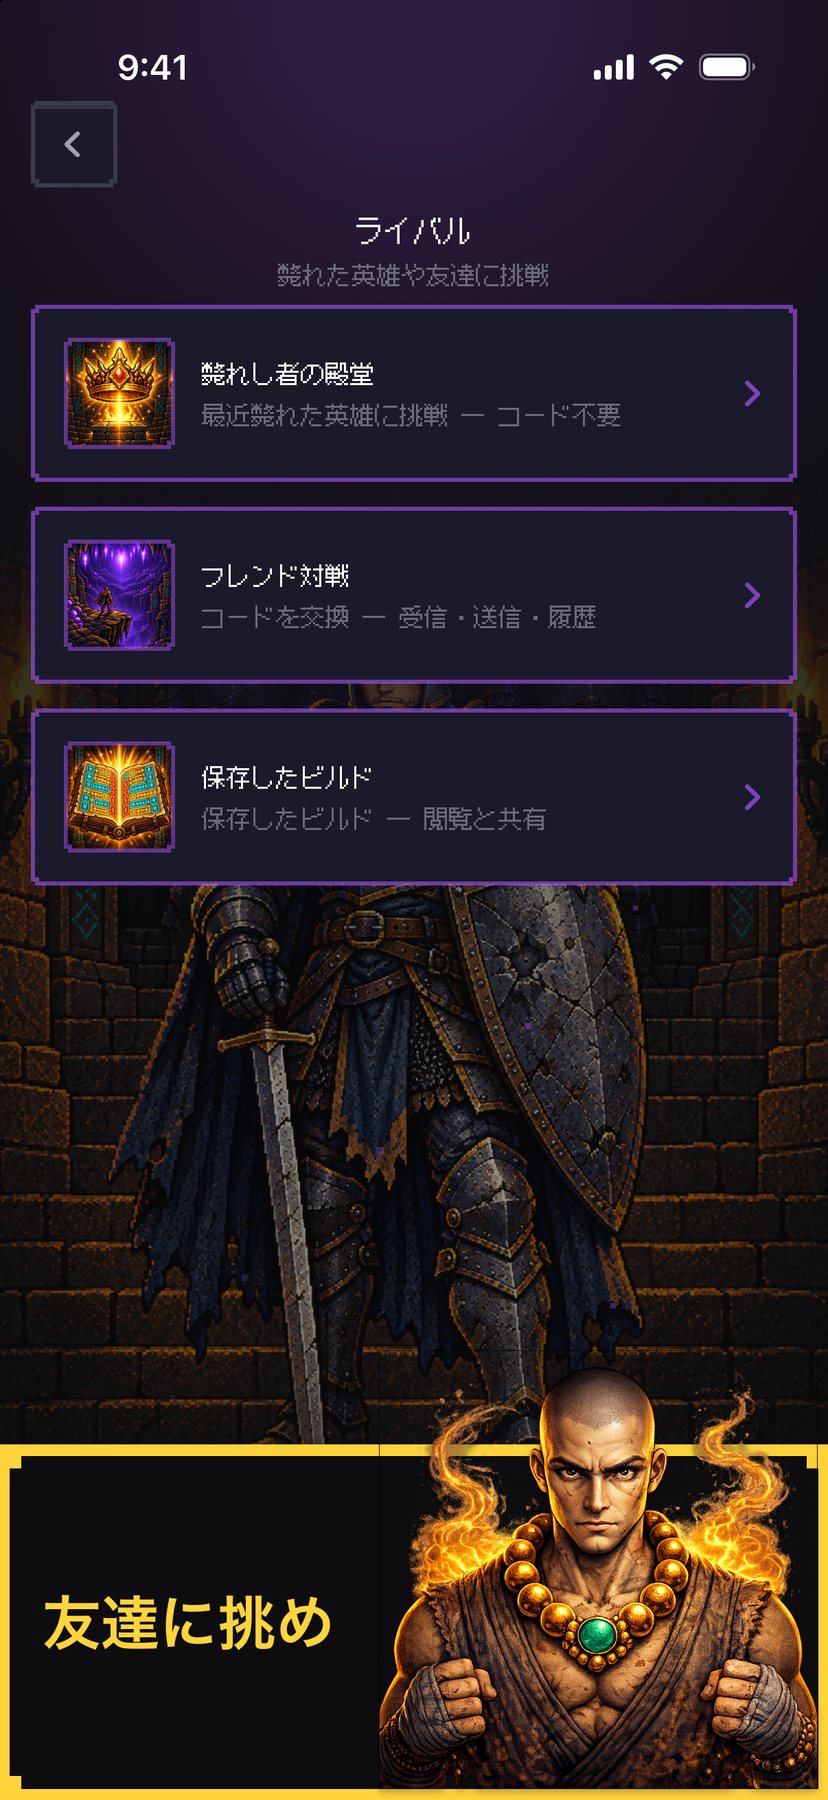 9:41
ライバル
斃れた英雄や友達に挑戦
斃れし者の殿堂
最近斃れた英雄に挑戦 — コード不要
フレンド対戦
コードを交換 — 受信・送信・履歴
保存したビルド
保存したビルド — 閲覧と共有
友達に挑め